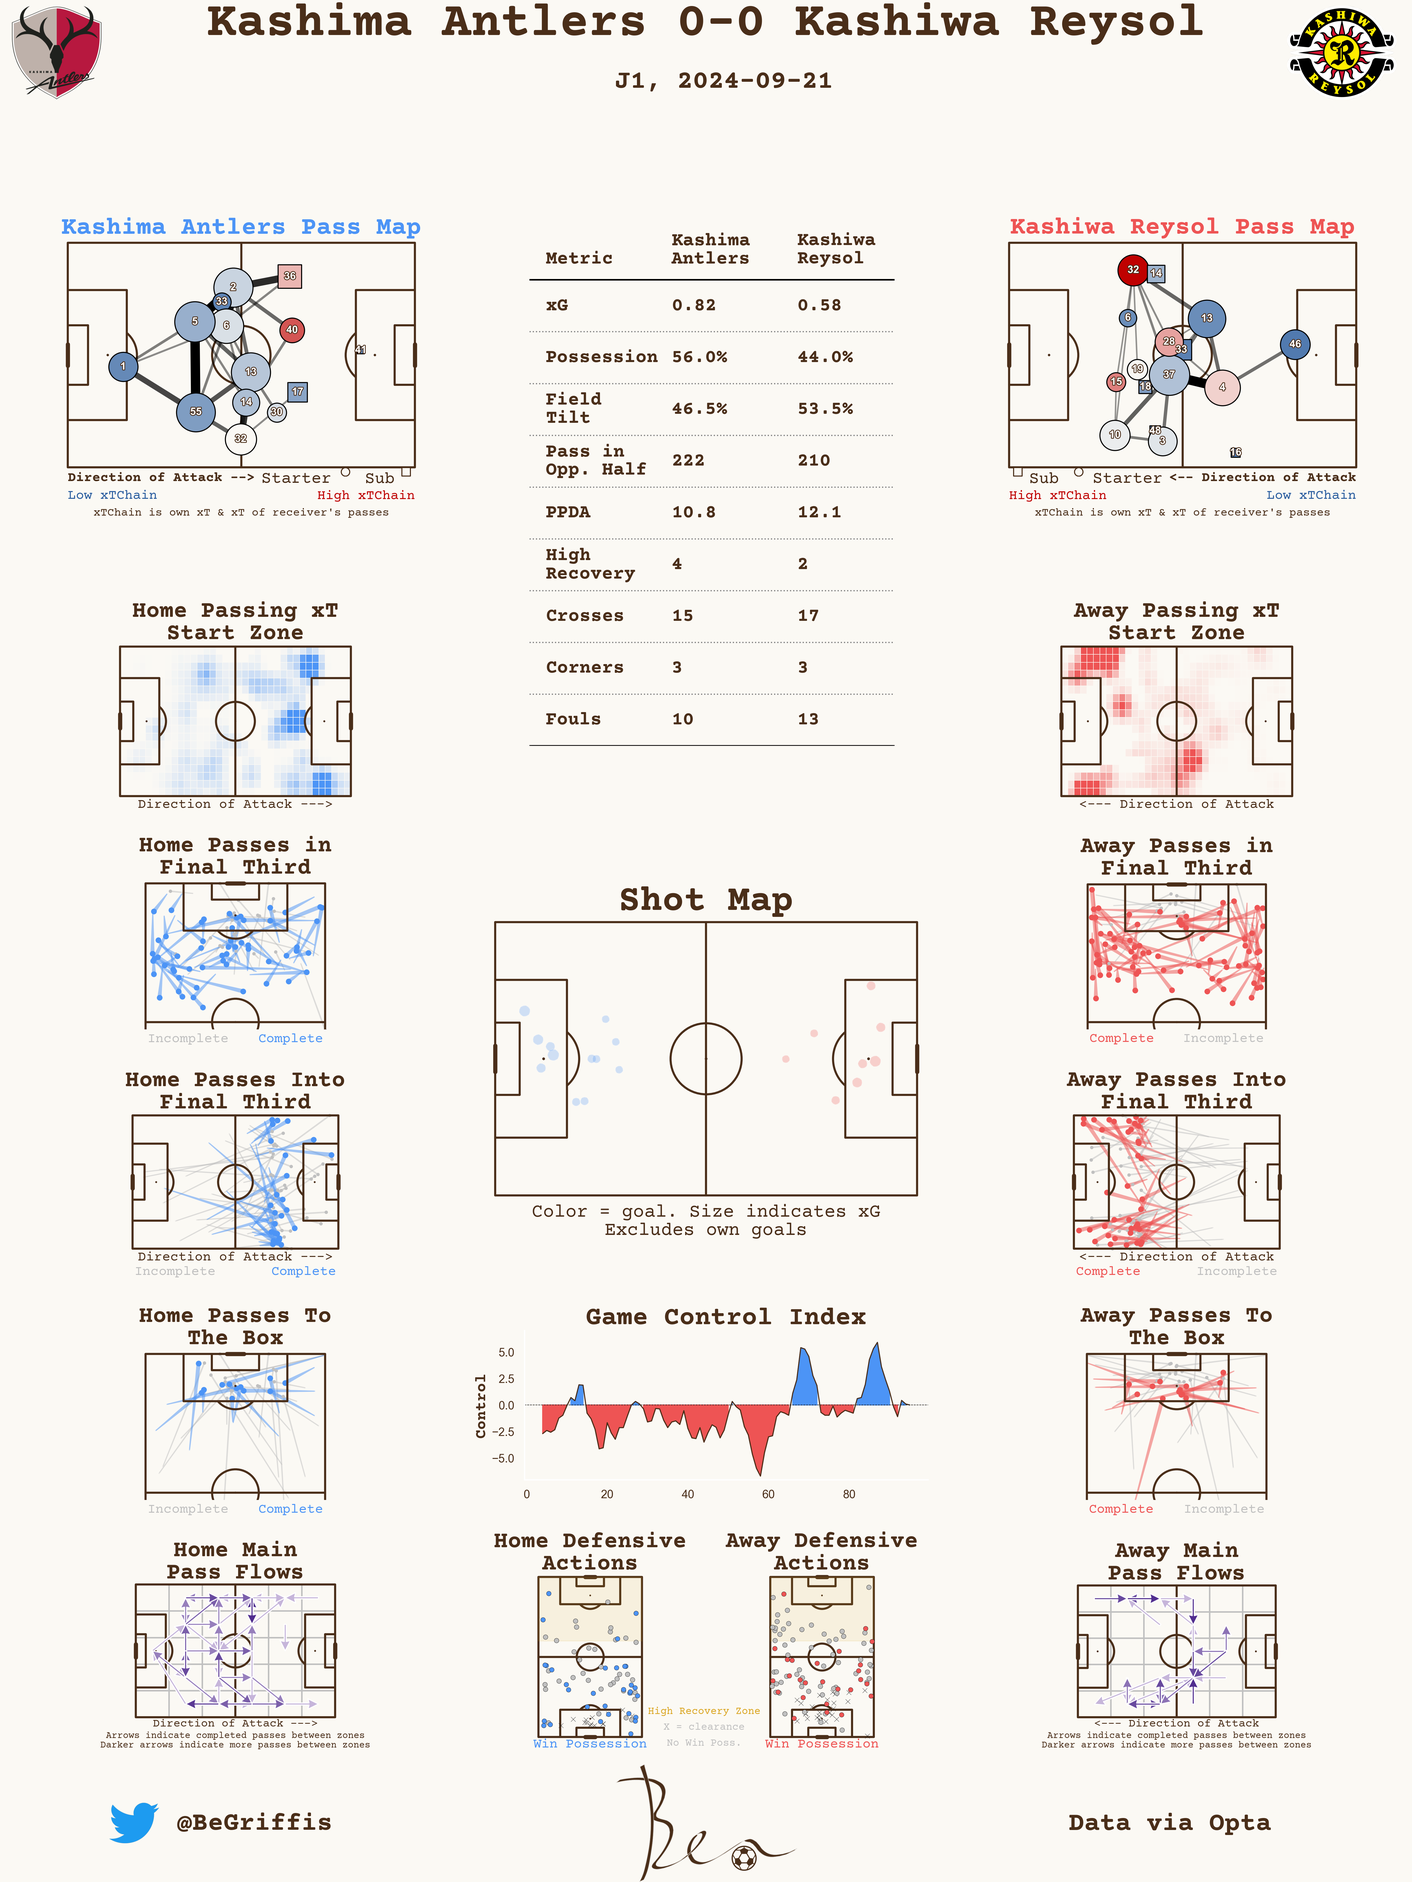 Kashima Antlers 0-0 Kashiwa Reysol
J1, 2024-09-21
KASHIMA
Antlers
KASHIWA
R
REYSOL
Kashima Antlers Pass Map
2
36
33
5
6
40
41
1
13
17
14
30
55
32
Direction of Attack --> Starter Sub
Low xTChain High xTChain
xTChain is own xT & xT of receiver's passes
Metric Kashima Antlers Kashiwa Reysol
xG 0.82 0.58
Possession 56.0% 44.0%
Field Tilt 46.5% 53.5%
Pass in Opp. Half 222 210
PPDA 10.8 12.1
High Recovery 4 2
Crosses 15 17
Corners 3 3
Fouls 10 13
Kashiwa Reysol Pass Map
32
14
6
13
28
33
46
19
37
15
18
4
10
48
3
16
Sub Starter <-- Direction of Attack
High xTChain Low xTChain
xTChain is own xT & xT of receiver's passes
Home Passing xT
Start Zone
Direction of Attack --->
Away Passing xT
Start Zone
<--- Direction of Attack
Home Passes in
Final Third
Incomplete Complete
Shot Map
Color = goal. Size indicates xG
Excludes own goals
Away Passes in
Final Third
Complete Incomplete
Home Passes Into
Final Third
Direction of Attack --->
Incomplete Complete
Away Passes Into
Final Third
<--- Direction of Attack
Complete Incomplete
Home Passes To
The Box
Incomplete Complete
Game Control Index
Control
5.0
2.5
0.0
−2.5
−5.0
0 20 40 60 80
Away Passes To
The Box
Complete Incomplete
Home Main
Pass Flows
Direction of Attack --->
Arrows indicate completed passes between zones
Darker arrows indicate more passes between zones
Home Defensive
Actions
Win Possession
High Recovery Zone
X = clearance
No Win Poss.
Away Defensive
Actions
Win Possession
Away Main
Pass Flows
<--- Direction of Attack
Arrows indicate completed passes between zones
Darker arrows indicate more passes between zones
@BeGriffis
Ben
Data via Opta